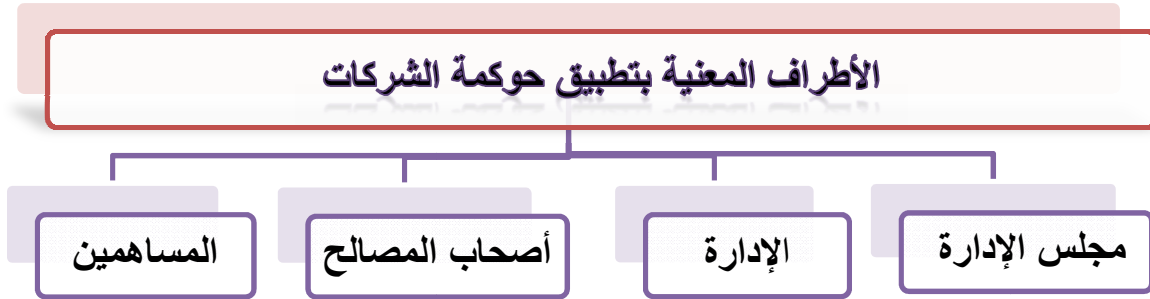 الأطراف المعنية بتطبيق حوكمة الشركات
مجلس الإدارة
الإدارة
أصحاب المصالح
المساهمين